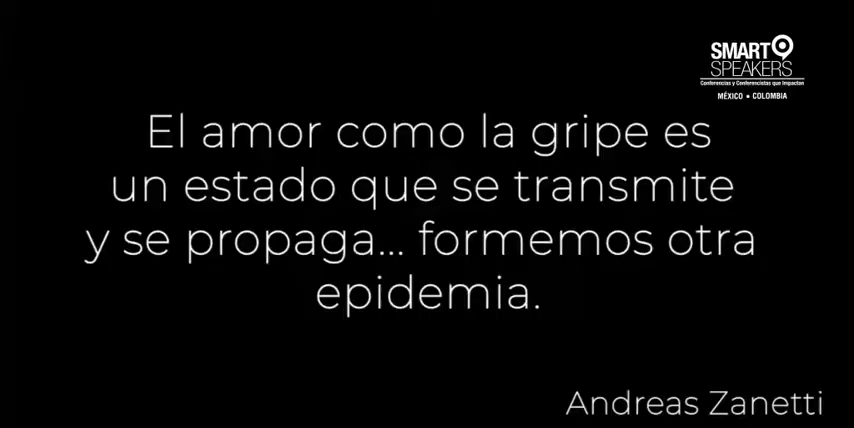 SMART
SPEAKERS
Conferencias y Conferencistas que Impactan
MÉXICO • COLOMBIA
El amor como la gripe es
un estado que se transmite
y se propaga... formemos otra
epidemia.
Andreas Zanetti